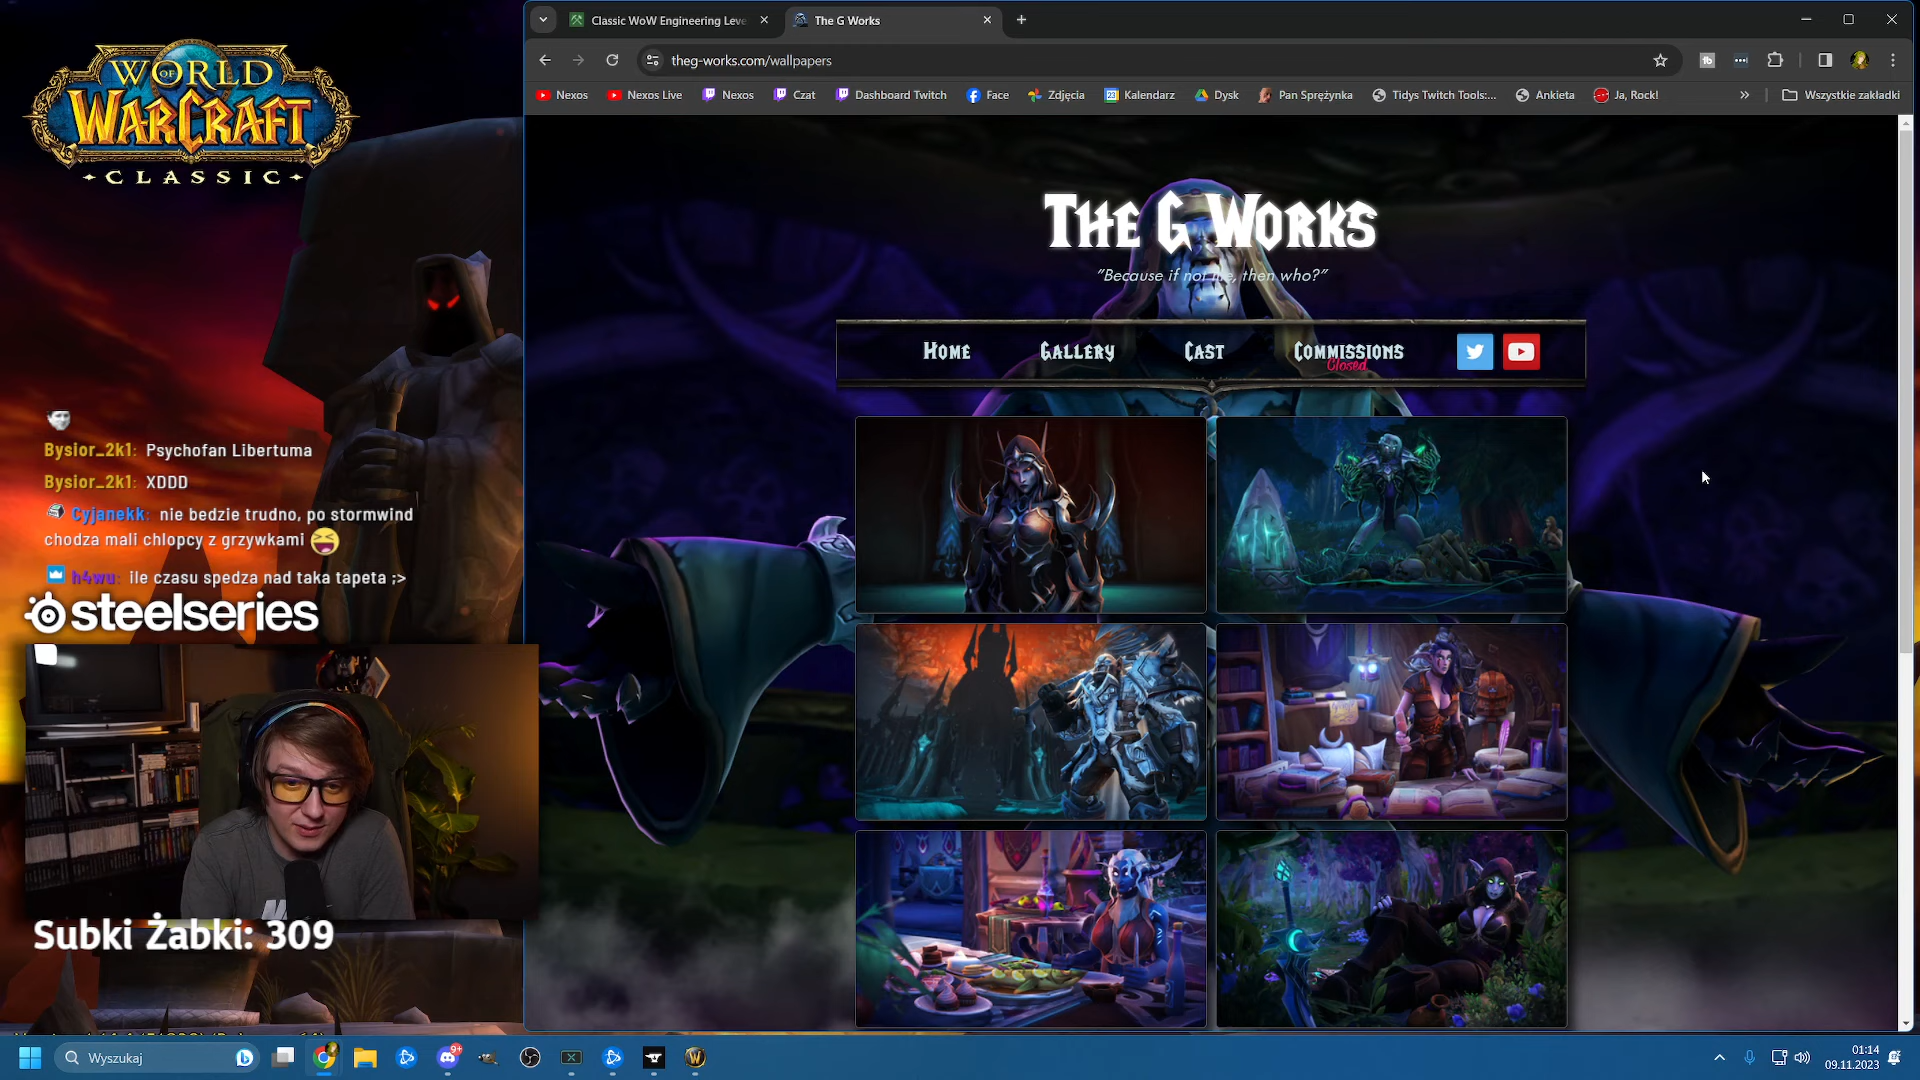 WORLD
OF
WARCRAFT
CLASSIC
Bysior_2k1: Psychofan Libertuma
Bysior_2k1: XDDD
Cyjanekk: nie bedzie trudno, po stormwind
chodza mali chlopcy z grzywkami
h4wu: ile czasu spedza nad taka tapeta ;>
steelseries
Subki Żabki: 309
Classic WoW Engineering Leve
The G Works
theg-works.com/wallpapers
Nexos
Nexos Live
Nexos
Czat
Dashboard Twitch
Face
Zdjęcia
23
Kalendarz
Dysk
Pan Sprężynka
Tidys Twitch Tools:...
Ankieta
Ja, Rock!
Wszystkie zakładki
The G Works
"Because if not me, then who?"
Home
Gallery
Cast
Commissions
Closed
Wyszukaj
9+
01:14
09.11.2023